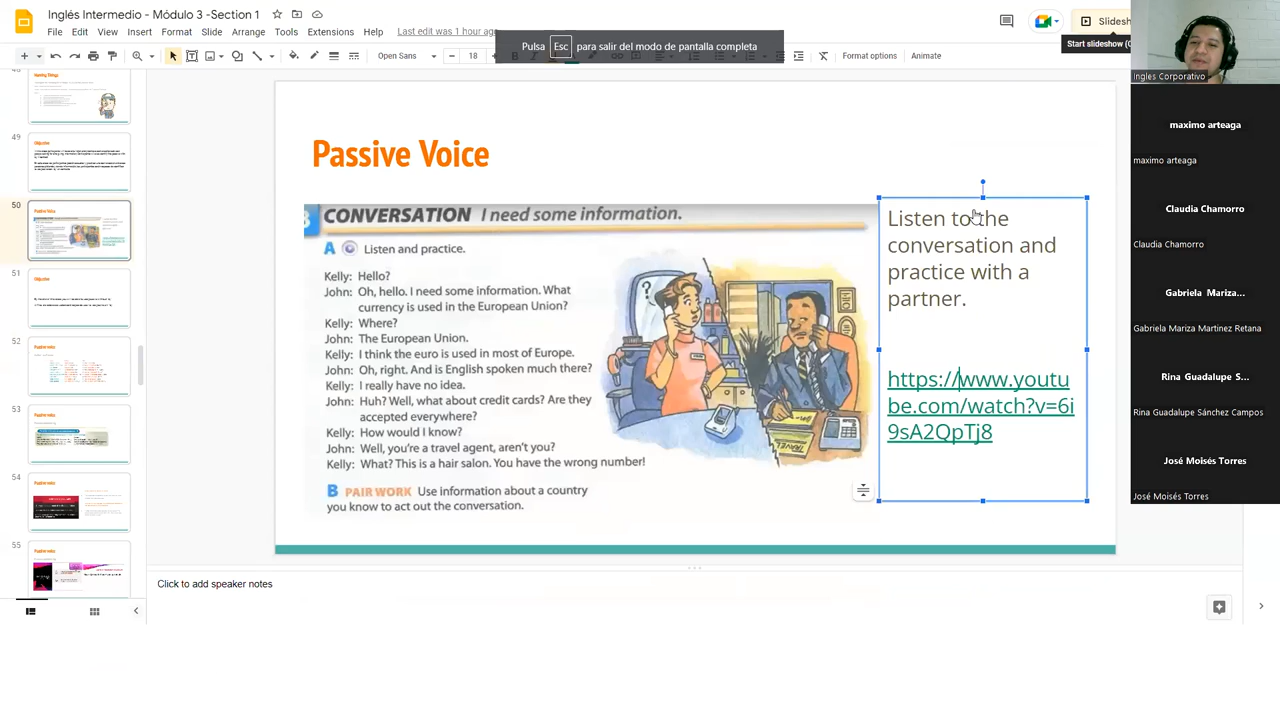 Inglés Intermedio - Módulo 3 -Section 1
File Edit View Insert Format Slide Arrange Tools Extensions Help Last edit was 1 hour ago
Pulsa Esc para salir del modo de pantalla completa
Slidesh
Start slideshow (C
Open Sans 18 Format options Animate
49
Objective
50
Passive Voice
51
Objective
52
53
54
55
Passive Voice
3 CONVERSATION I need some information.
A Listen and practice.
Kelly: Hello?
John: Oh, hello. I need some information. What
currency is used in the European Union?
Kelly: Where?
John: The European Union.
Kelly: I think the euro is used in most of Europe.
John: Oh, right. And is English spoken much there?
Kelly: I really have no idea.
John: Huh? Well, what about credit cards? Are they
accepted everywhere?
Kelly: How would I know?
John: Well, you're a travel agent, aren't you?
Kelly: What? This is a hair salon. You have the wrong number!
B PAIR WORK Use information about a country
you know to act out the conversation.
TRAVEL
Listen to the
conversation and
practice with a
partner.
https://www.youtu
be.com/watch?v=6i
9sA2QpTj8
Click to add speaker notes
Ingles Corporativo
maximo arteaga
maximo arteaga
Claudia Chamorro
Claudia Chamorro
Gabriela Mariza...
Gabriela Mariza Martinez Retana
Rina Guadalupe S...
Rina Guadalupe Sánchez Campos
José Moisés Torres
José Moisés Torres